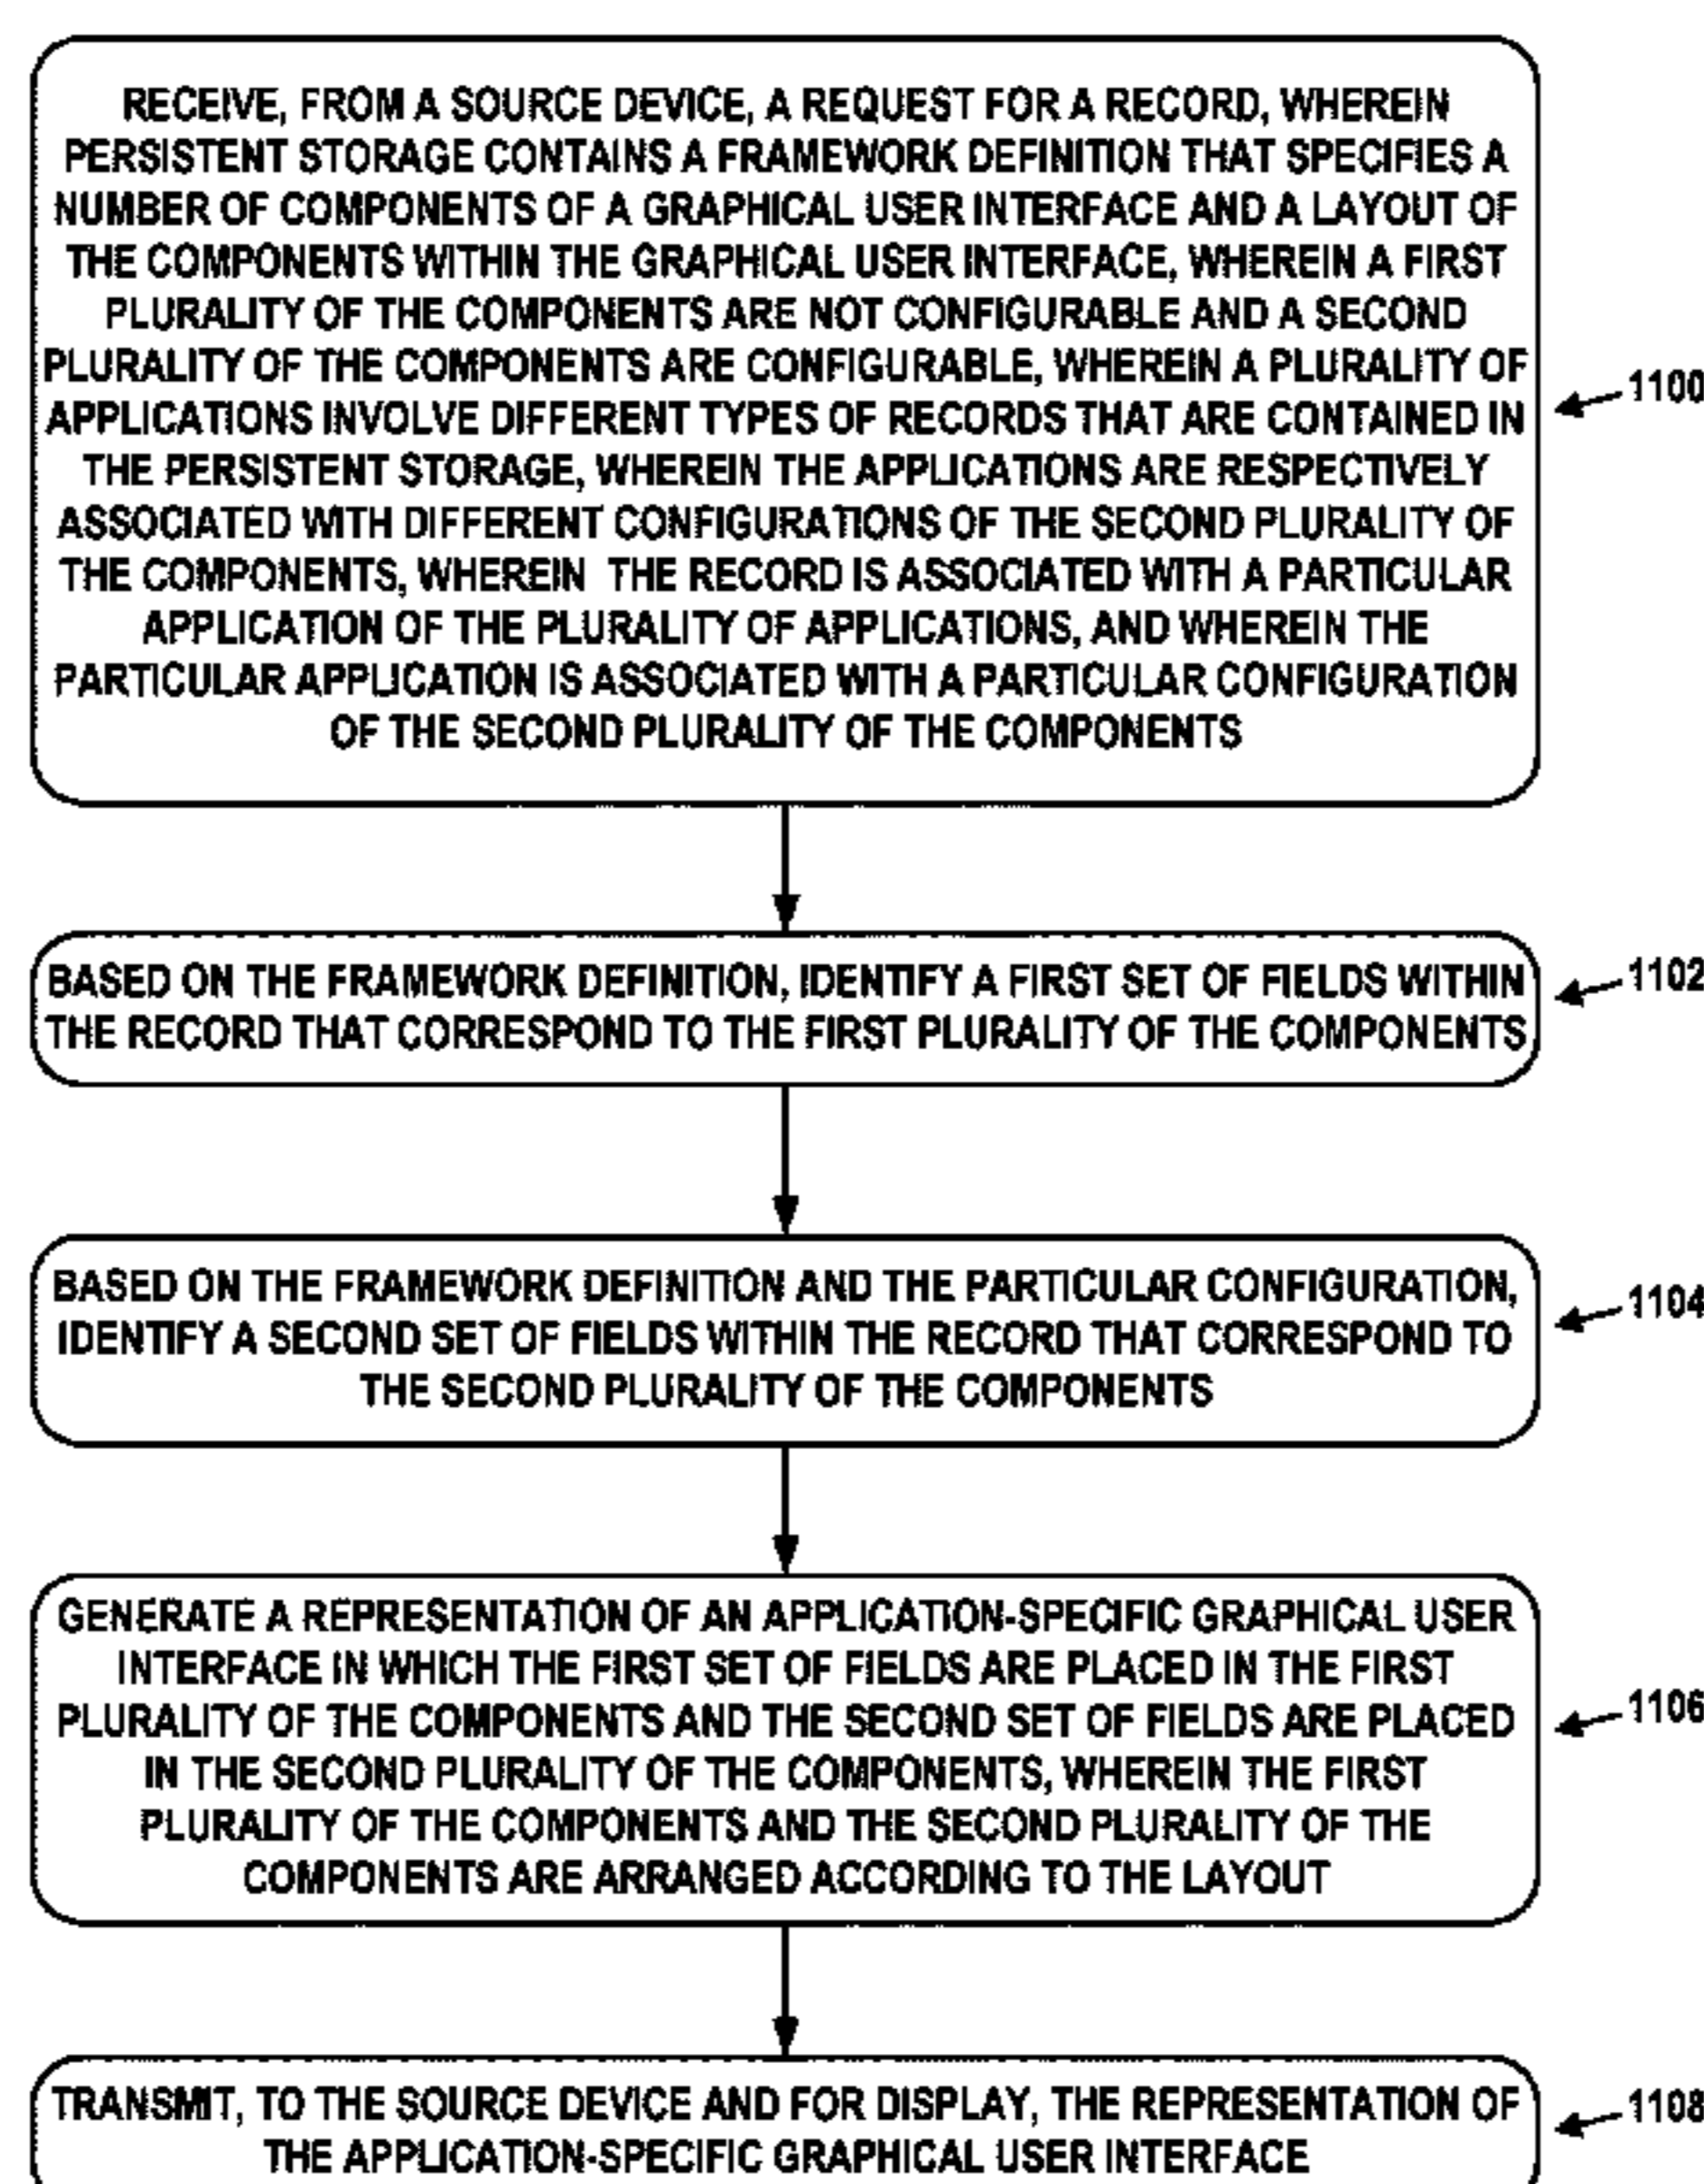 RECEIVE, FROM A SOURCE DEVICE, A REQUEST FOR A RECORD, WHEREIN
PERSISTENT STORAGE CONTAINS A FRAMEWORK DEFINITION THAT SPECIFIES A
NUMBER OF COMPONENTS OF A GRAPHICAL USER INTERFACE AND A LAYOUT OF
THE COMPONENTS WITHIN THE GRAPHICAL USER INTERFACE, WHEREIN A FIRST
PLURALITY OF THE COMPONENTS ARE NOT CONFIGURABLE AND A SECOND
PLURALITY OF THE COMPONENTS ARE CONFIGURABLE, WHEREIN A PLURALITY OF
APPLICATIONS INVOLVE DIFFERENT TYPES OF RECORDS THAT ARE CONTAINED IN
THE PERSISTENT STORAGE, WHEREIN THE APPLICATIONS ARE RESPECTIVELY
ASSOCIATED WITH DIFFERENT CONFIGURATIONS OF THE SECOND PLURALITY OF
THE COMPONENTS, WHEREIN THE RECORD IS ASSOCIATED WITH A PARTICULAR
APPLICATION OF THE PLURALITY OF APPLICATIONS, AND WHEREIN THE
PARTICULAR APPLICATION IS ASSOCIATED WITH A PARTICULAR CONFIGURATION
OF THE SECOND PLURALITY OF THE COMPONENTS
1100
BASED ON THE FRAMEWORK DEFINITION, IDENTIFY A FIRST SET OF FIELDS WITHIN
THE RECORD THAT CORRESPOND TO THE FIRST PLURALITY OF THE COMPONENTS
1102
BASED ON THE FRAMEWORK DEFINITION AND THE PARTICULAR CONFIGURATION,
IDENTIFY A SECOND SET OF FIELDS WITHIN THE RECORD THAT CORRESPOND TO
THE SECOND PLURALITY OF THE COMPONENTS
1104
GENERATE A REPRESENTATION OF AN APPLICATION-SPECIFIC GRAPHICAL USER
INTERFACE IN WHICH THE FIRST SET OF FIELDS ARE PLACED IN THE FIRST
PLURALITY OF THE COMPONENTS AND THE SECOND SET OF FIELDS ARE PLACED
IN THE SECOND PLURALITY OF THE COMPONENTS, WHEREIN THE FIRST
PLURALITY OF THE COMPONENTS AND THE SECOND PLURALITY OF THE
COMPONENTS ARE ARRANGED ACCORDING TO THE LAYOUT
1106
TRANSMIT, TO THE SOURCE DEVICE AND FOR DISPLAY, THE REPRESENTATION OF
THE APPLICATION-SPECIFIC GRAPHICAL USER INTERFACE
1108